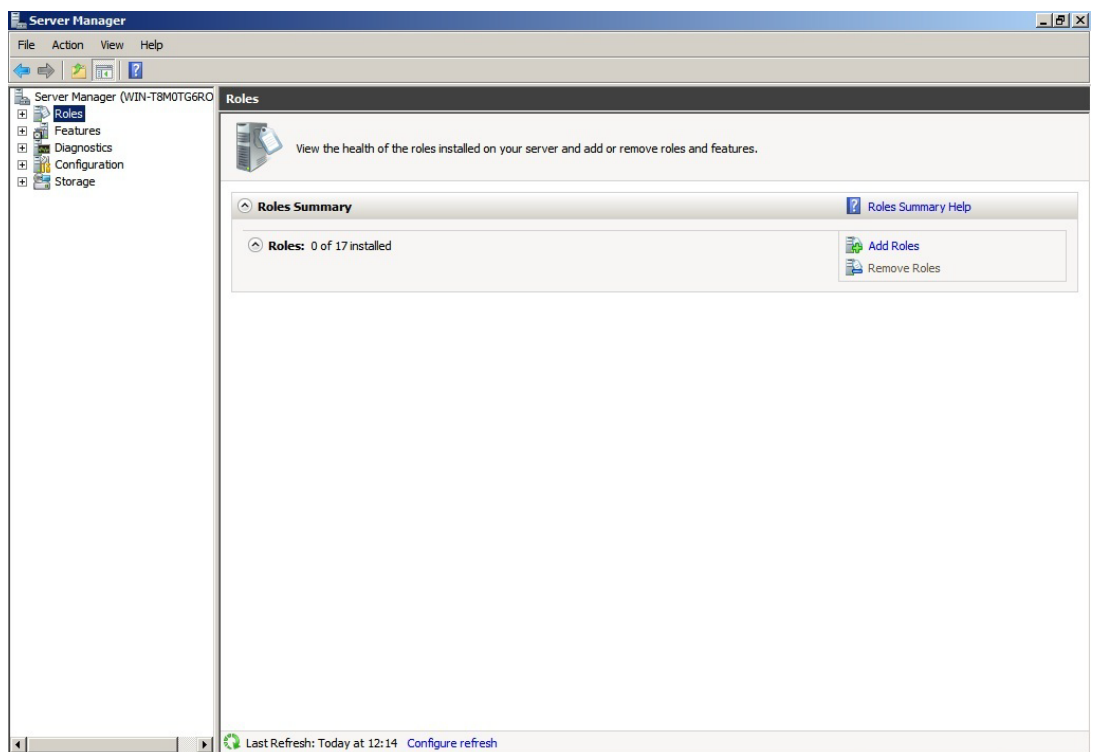 Server Manager
File Action View Help
Server Manager (WIN-T8M0TG6RO
Roles
Features
Diagnostics
Configuration
Storage
Roles
View the health of the roles installed on your server and add or remove roles and features.
Roles Summary
Roles Summary Help
Roles: 0 of 17 installed
Add Roles
Remove Roles
Last Refresh: Today at 12:14 Configure refresh